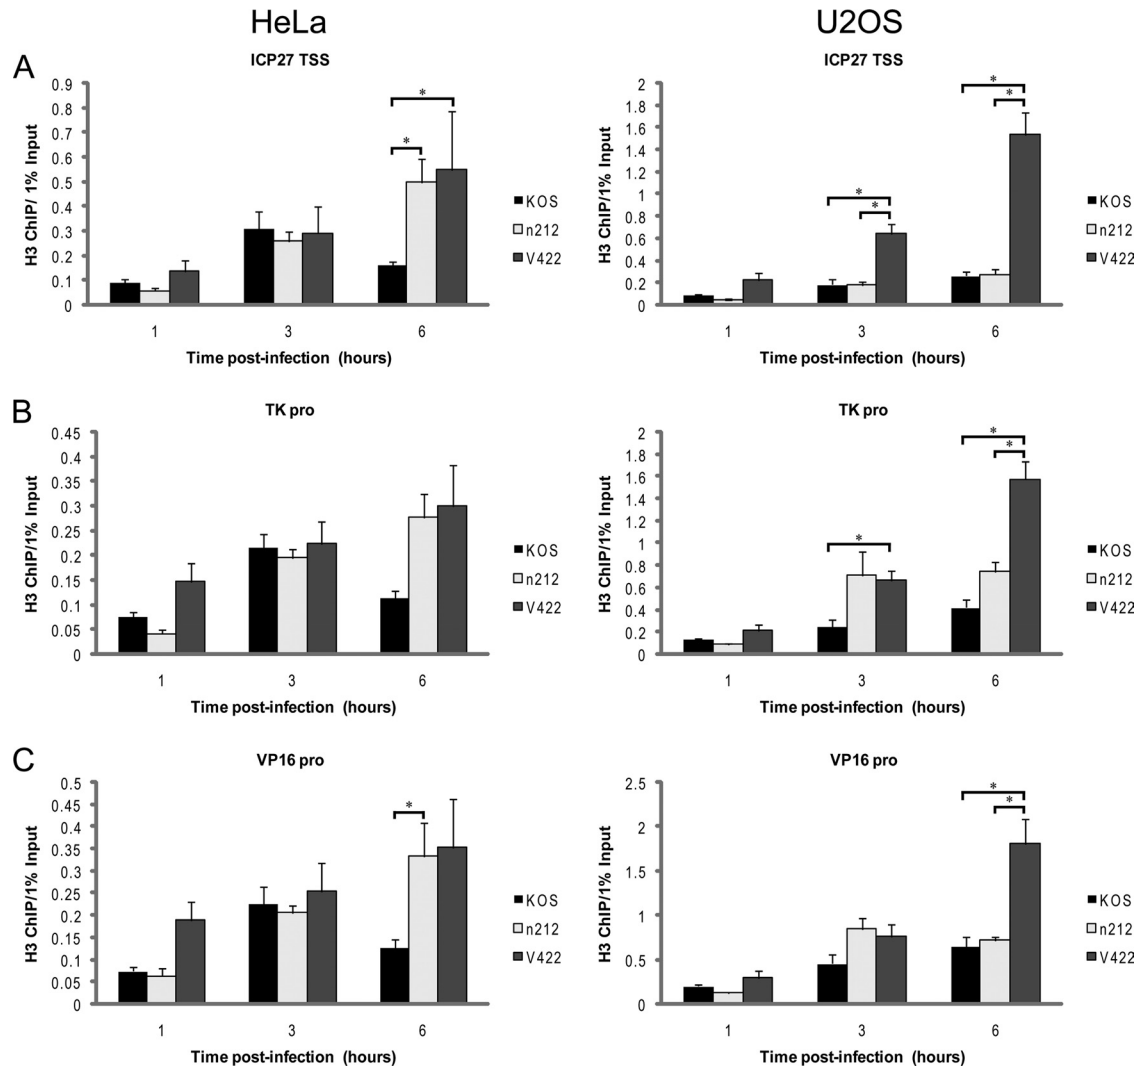 HeLa
U2OS
A
ICP27 TSS
H3 ChIP/ 1% Input
0.9
0.8
0.7
0.6
0.5
0.4
0.3
0.2
0.1
0
*
*
KOS
n212
V422
1 3 6
Time post-infection (hours)
ICP27 TSS
H3 ChIP/1% Input
2
1.8
1.6
1.4
1.2
1
0.8
0.6
0.4
0.2
0
*
*
*
*
KOS
n212
V422
1 3 6
Time post-infection (hours)
B
TK pro
H3 ChIP/1% Input
0.45
0.4
0.35
0.3
0.25
0.2
0.15
0.1
0.05
0
KOS
n212
V422
1 3 6
Time post-infection (hours)
TK pro
H3 ChIP/1% Input
2
1.8
1.6
1.4
1.2
1
0.8
0.6
0.4
0.2
0
*
*
*
KOS
n212
V422
1 3 6
Time post-infection (hours)
C
VP16 pro
H3 ChIP/1% Input
0.5
0.45
0.4
0.35
0.3
0.25
0.2
0.15
0.1
0.05
0
*
KOS
n212
V422
1 3 6
Time post-infection (hours)
VP16 pro
H3 ChIP/1% Input
2.5
2
1.5
1
0.5
0
*
*
KOS
n212
V422
1 3 6
Time post-infection (hours)